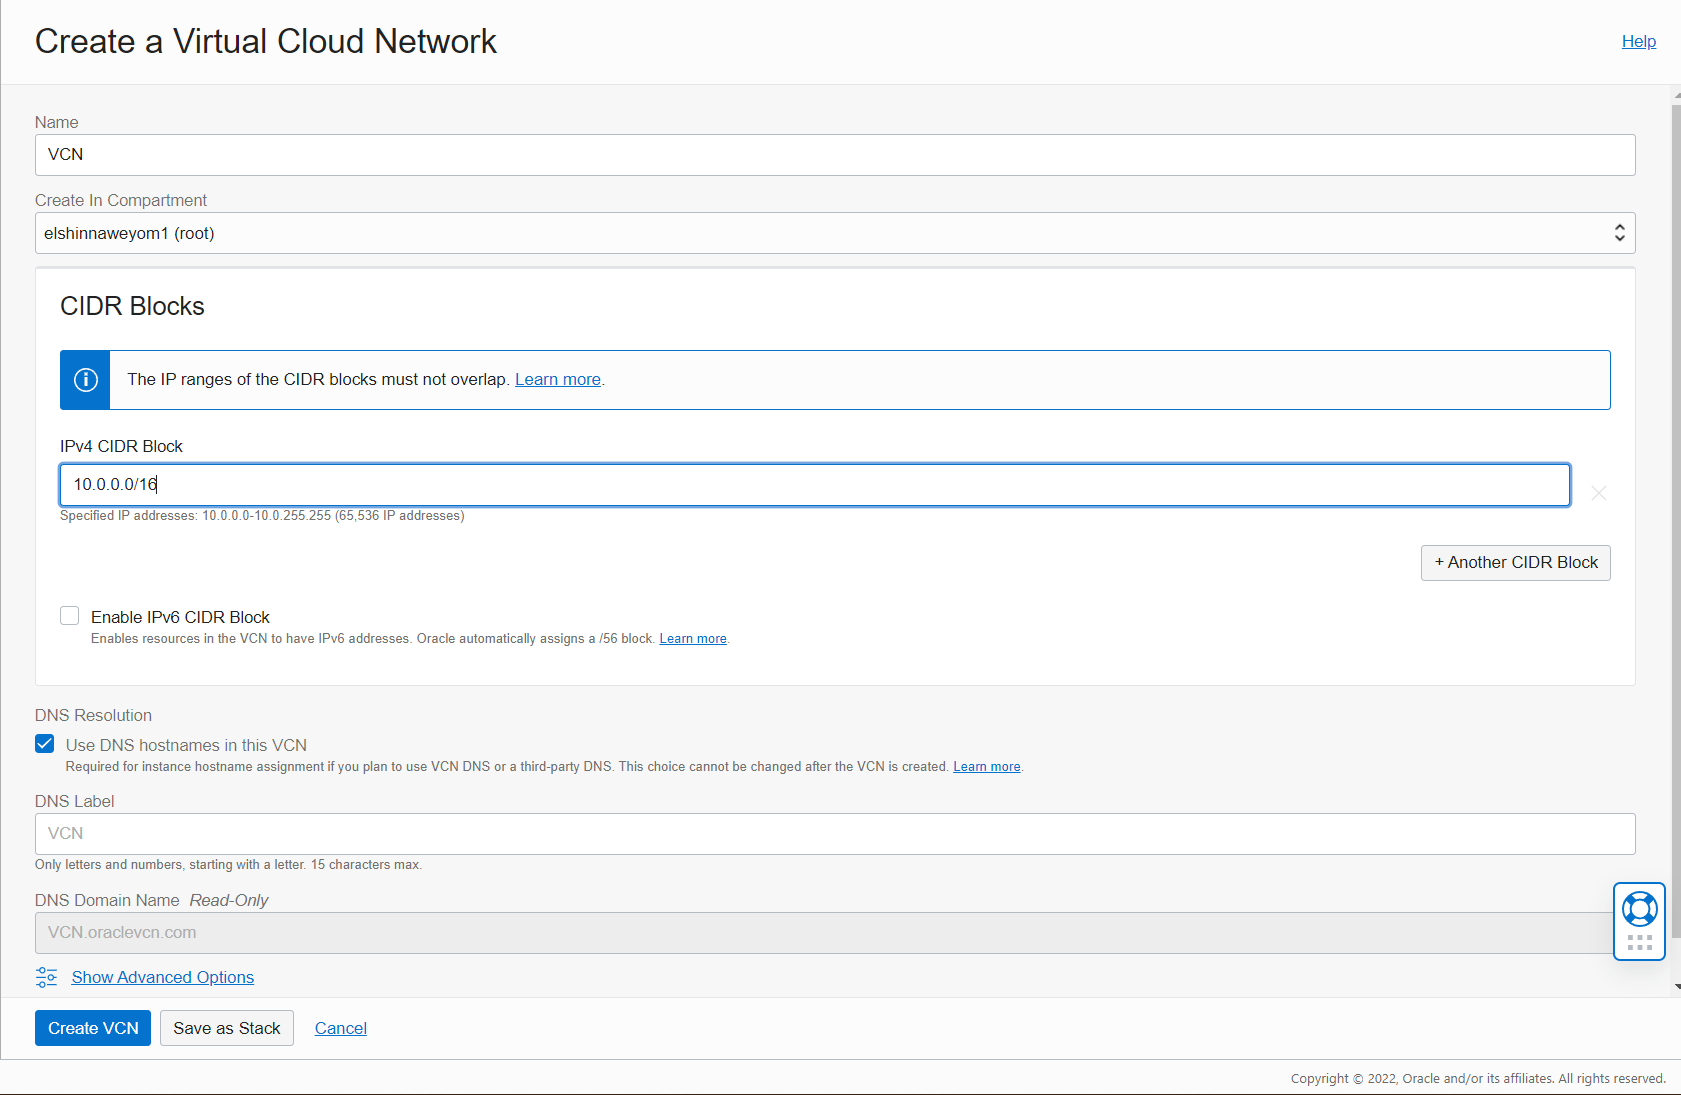 Create a Virtual Cloud Network
Help
Name
VCN
Create In Compartment
elshinnaweyom1 (root)
CIDR Blocks
The IP ranges of the CIDR blocks must not overlap. Learn more.
IPv4 CIDR Block
10.0.0.0/16
Specified IP addresses: 10.0.0.0-10.0.255.255 (65,536 IP addresses)
+ Another CIDR Block
Enable IPv6 CIDR Block
Enables resources in the VCN to have IPv6 addresses. Oracle automatically assigns a /56 block. Learn more.
DNS Resolution
Use DNS hostnames in this VCN
Required for instance hostname assignment if you plan to use VCN DNS or a third-party DNS. This choice cannot be changed after the VCN is created. Learn more.
DNS Label
VCN
Only letters and numbers, starting with a letter. 15 characters max.
DNS Domain Name Read-Only
VCN.oraclevcn.com
Show Advanced Options
Create VCN Save as Stack Cancel
Copyright © 2022, Oracle and/or its affiliates. All rights reserved.